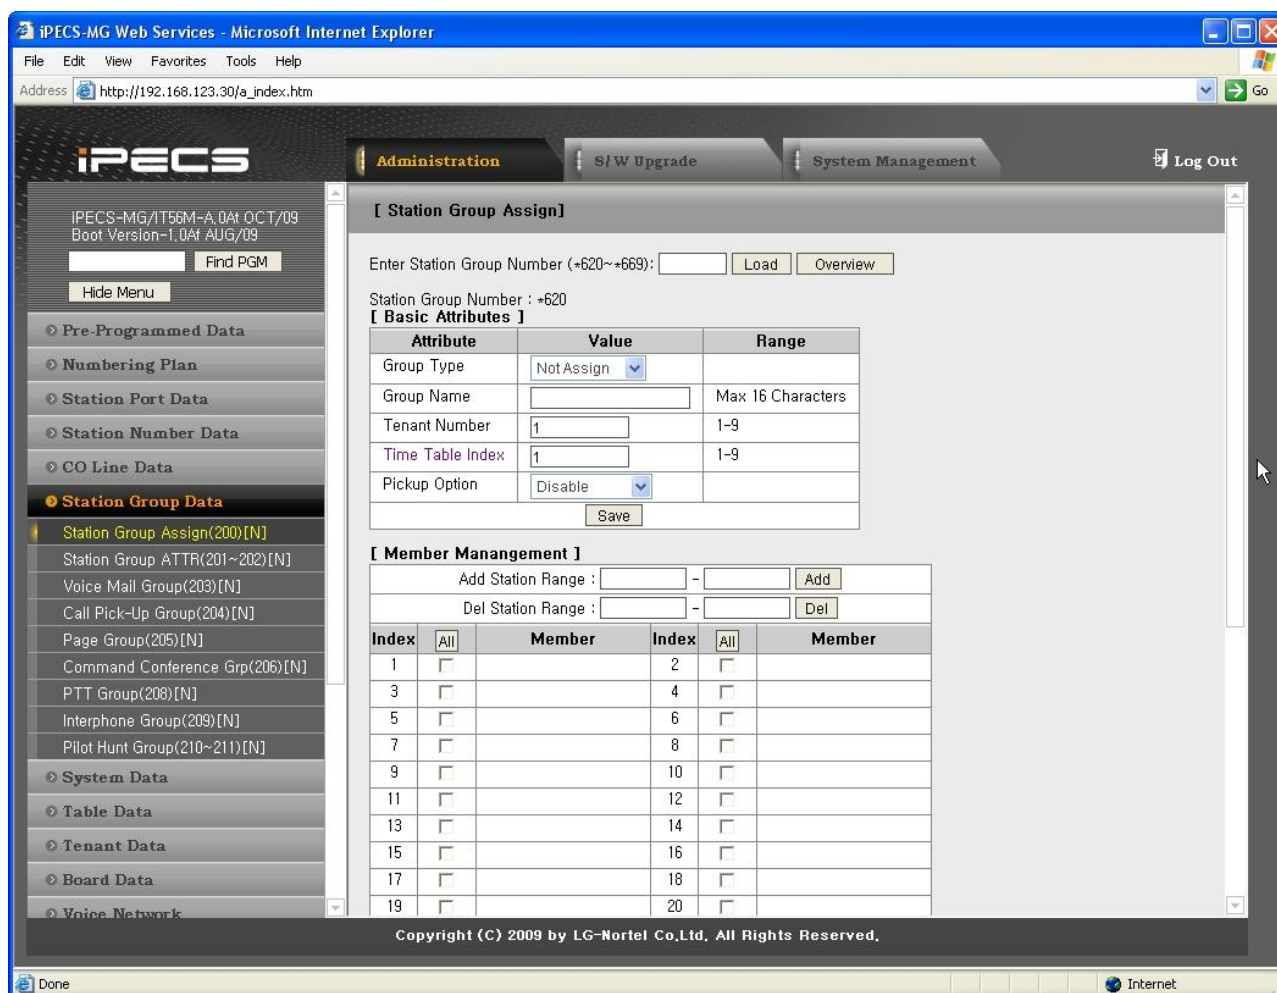 iPECS-MG Web Services - Microsoft Internet Explorer
File Edit View Favorites Tools Help
Address http://192.168.123.30/a_index.htm Go
iPECS
Administration S/W Upgrade System Management Log Out
iPECS-MG/IT56M-A.0At OCT/09
Boot Version-1.0Af AUG/09
Find PGM
Hide Menu
Pre-Programmed Data
Numbering Plan
Station Port Data
Station Number Data
CO Line Data
Station Group Data
Station Group Assign(200)[N]
Station Group ATTR(201~202)[N]
Voice Mail Group(203)[N]
Call Pick-Up Group(204)[N]
Page Group(205)[N]
Command Conference Grp(206)[N]
PTT Group(208)[N]
Interphone Group(209)[N]
Pilot Hunt Group(210~211)[N]
System Data
Table Data
Tenant Data
Board Data
Voice Network
[ Station Group Assign]
Enter Station Group Number (*620~*669): Load Overview
Station Group Number : *620
[ Basic Attributes ]
Attribute Value Range
Group Type Not Assign
Group Name Max 16 Characters
Tenant Number 1 1-9
Time Table Index 1 1-9
Pickup Option Disable
Save
[ Member Manangement ]
Add Station Range : - Add
Del Station Range : - Del
Index All Member Index All Member
1 2
3 4
5 6
7 8
9 10
11 12
13 14
15 16
17 18
19 20
Copyright (C) 2009 by LG-Nortel Co,Ltd, All Rights Reserved,
Done Internet